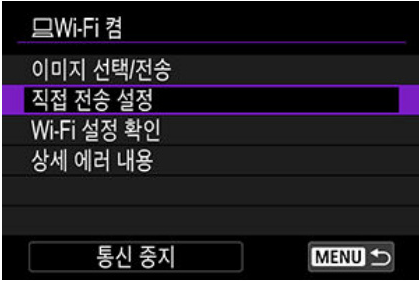 Wi-Fi 켬
이미지 선택/전송
직접 전송 설정
Wi-Fi 설정 확인
상세 에러 내용
통신 중지 MENU